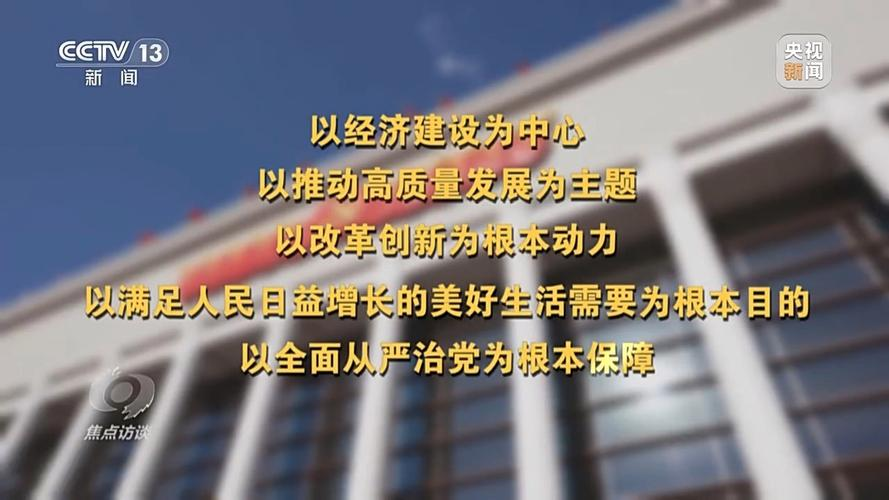 CCTV 13
新闻
央视
新闻
以经济建设为中心
以推动高质量发展为主题
以改革创新为根本动力
以满足人民日益增长的美好生活需要为根本目的
以全面从严治党为根本保障
焦点访谈